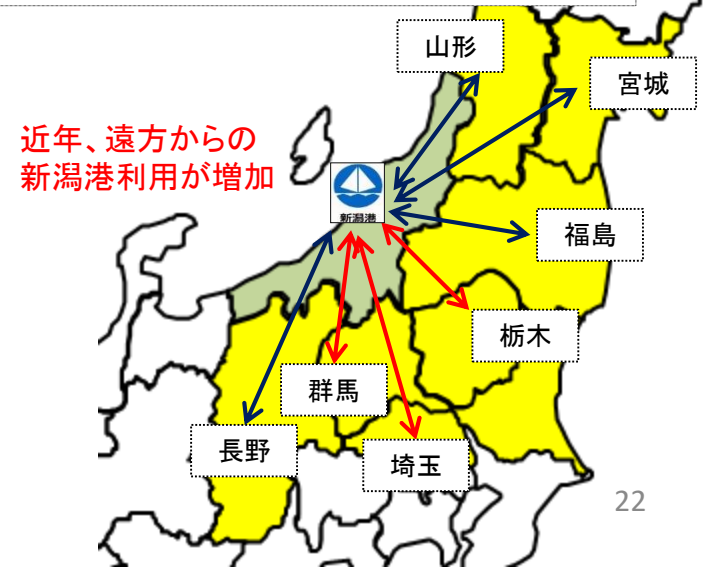 山形
宮城
近年、遠方からの
新潟港利用が増加
新潟港
福島
栃木
群馬
長野
埼玉
22